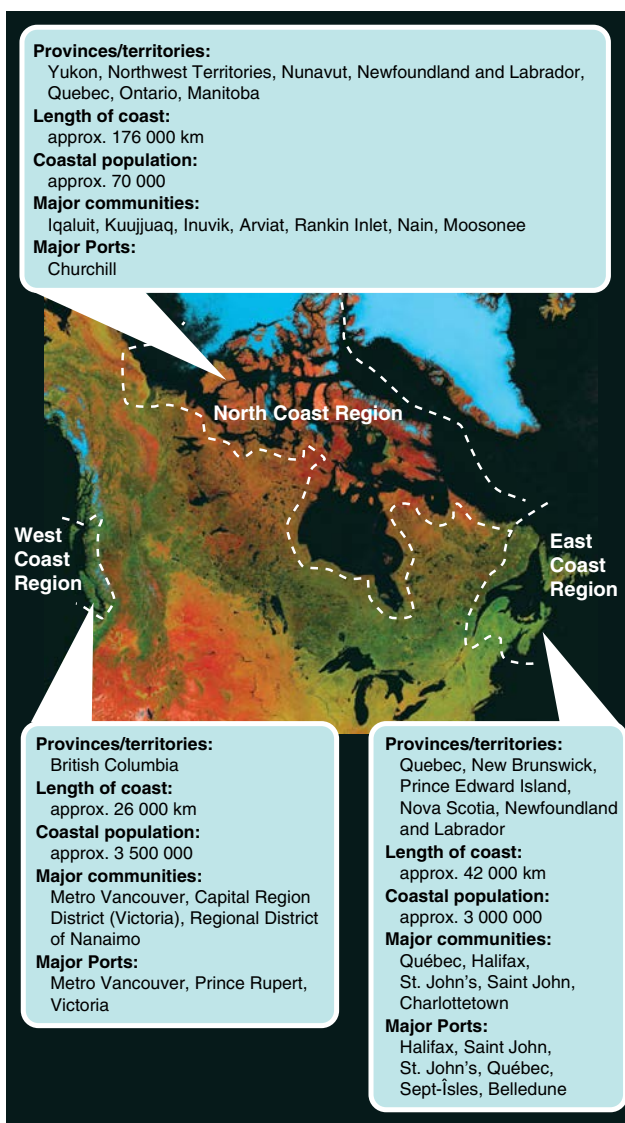 Provinces/territories:
Yukon, Northwest Territories, Nunavut, Newfoundland and Labrador,
Quebec, Ontario, Manitoba
Length of coast:
approx. 176 000 km
Coastal population:
approx. 70 000
Major communities:
Iqaluit, Kuujjuaq, Inuvik, Arviat, Rankin Inlet, Nain, Moosonee
Major Ports:
Churchill
North Coast Region
West
Coast
Region
East
Coast
Region
Provinces/territories:
British Columbia
Length of coast:
approx. 26 000 km
Coastal population:
approx. 3 500 000
Major communities:
Metro Vancouver, Capital Region
District (Victoria), Regional District
of Nanaimo
Major Ports:
Metro Vancouver, Prince Rupert,
Victoria
Provinces/territories:
Quebec, New Brunswick,
Prince Edward Island,
Nova Scotia, Newfoundland
and Labrador
Length of coast:
approx. 42 000 km
Coastal population:
approx. 3 000 000
Major communities:
Québec, Halifax,
St. John's, Saint John,
Charlottetown
Major Ports:
Halifax, Saint John,
St. John's, Québec,
Sept-Îsles, Belledune